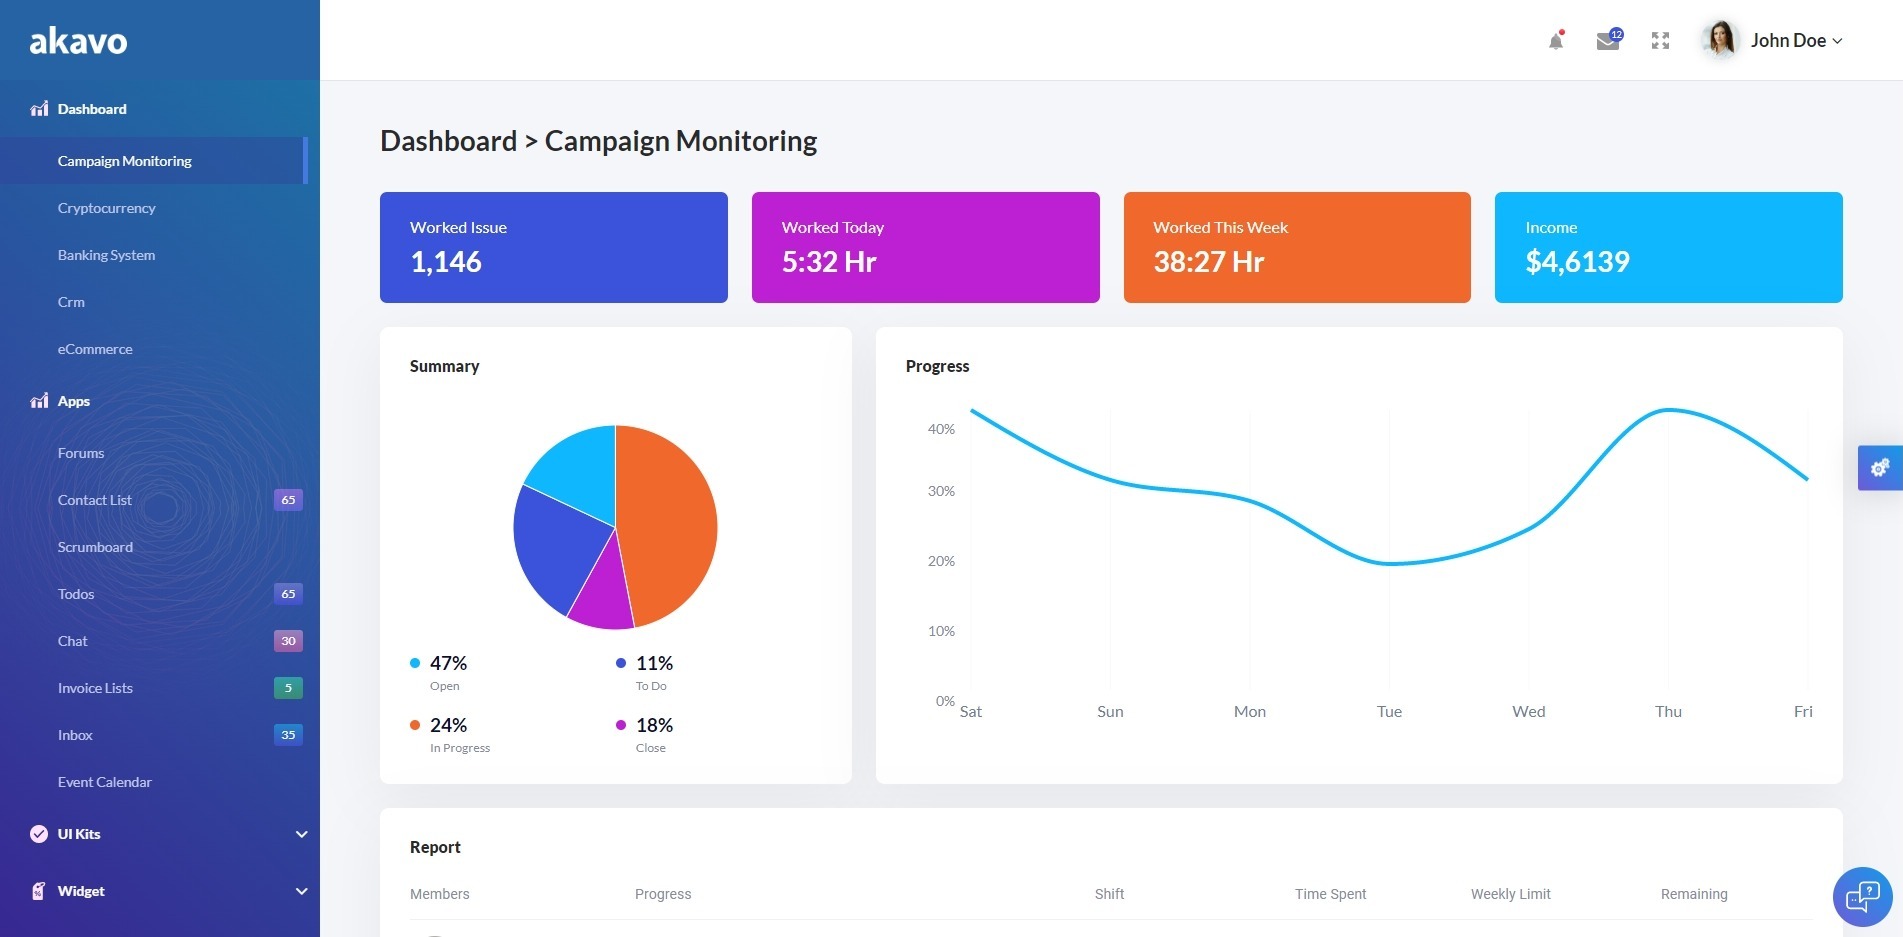 akavo
12
John Doe
Dashboard
Campaign Monitoring
Cryptocurrency
Banking System
Crm
eCommerce
Apps
Forums
Contact List 65
Scrumboard
Todos 65
Chat 30
Invoice Lists 5
Inbox 35
Event Calendar
UI Kits
Widget
Dashboard > Campaign Monitoring
Worked Issue
1,146
Worked Today
5:32 Hr
Worked This Week
38:27 Hr
Income
$4,6139
Summary
47%
Open
11%
To Do
24%
In Progress
18%
Close
Progress
40%
30%
20%
10%
0%
Sat Sun Mon Tue Wed Thu Fri
Report
Members Progress Shift Time Spent Weekly Limit Remaining